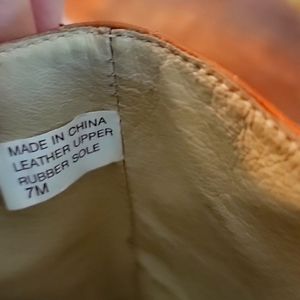 MADE IN CHINA
LEATHER UPPER
RUBBER SOLE
7M